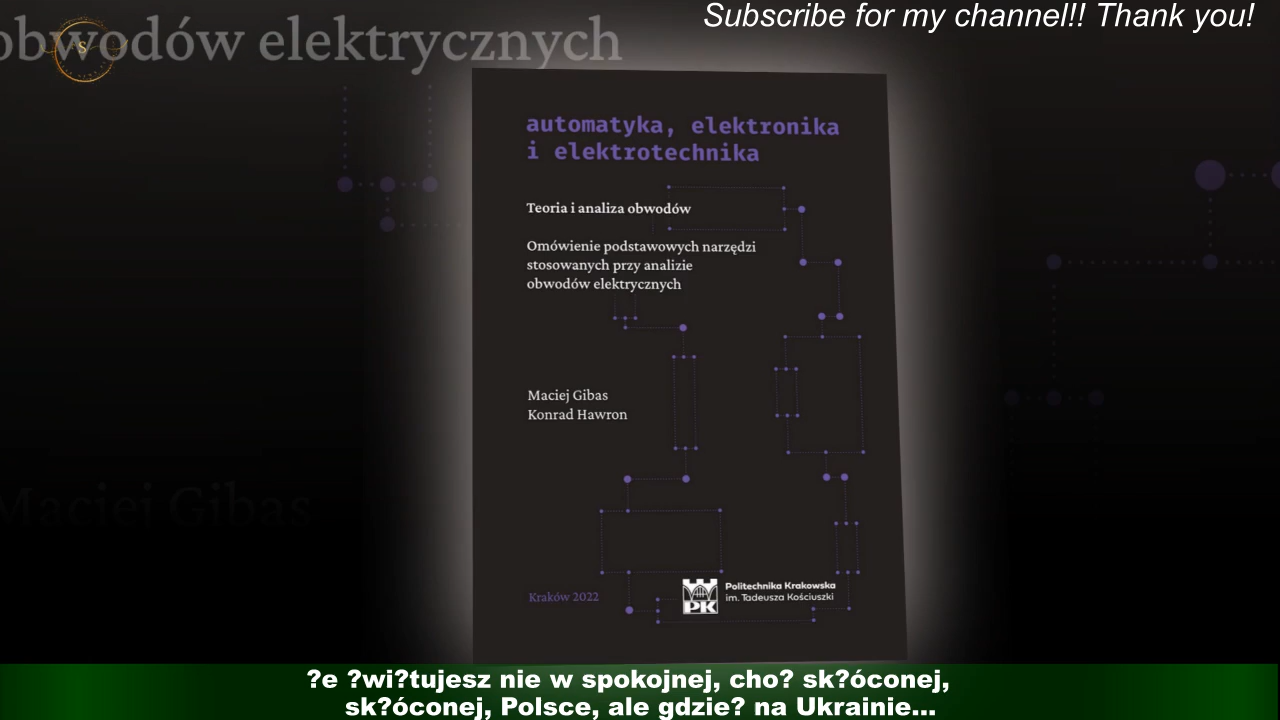 Subscribe for my channel!! Thank you!
obwodów elektrycznych
S
automatyka, elektronika
i elektrotechnika
Teoria i analiza obwodów
Omówienie podstawowych narzędzi
stosowanych przy analizie
obwodów elektrycznych
Maciej Gibas
Konrad Hawron
Maciej Gibas
Kraków 2022
PK
Politechnika Krakowska
im. Tadeusza Kościuszki
?e ?wi?tujesz nie w spokojnej, cho? sk?óconej,
sk?óconej, Polsce, ale gdzie? na Ukrainie...